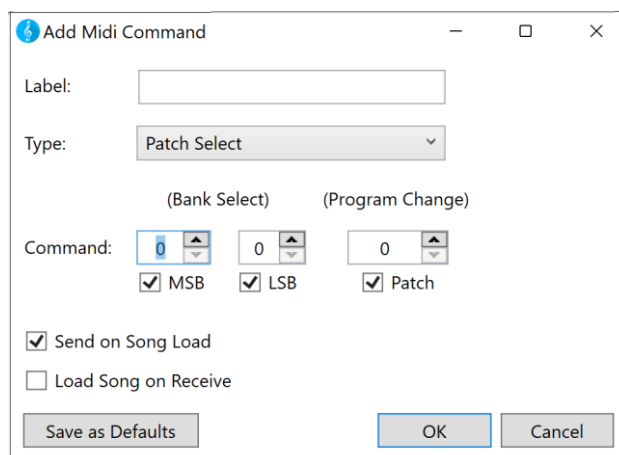 Add Midi Command
Label:
Type: Patch Select
(Bank Select) (Program Change)
Command: 0 0 0
MSB LSB Patch
Send on Song Load
Load Song on Receive
Save as Defaults OK Cancel